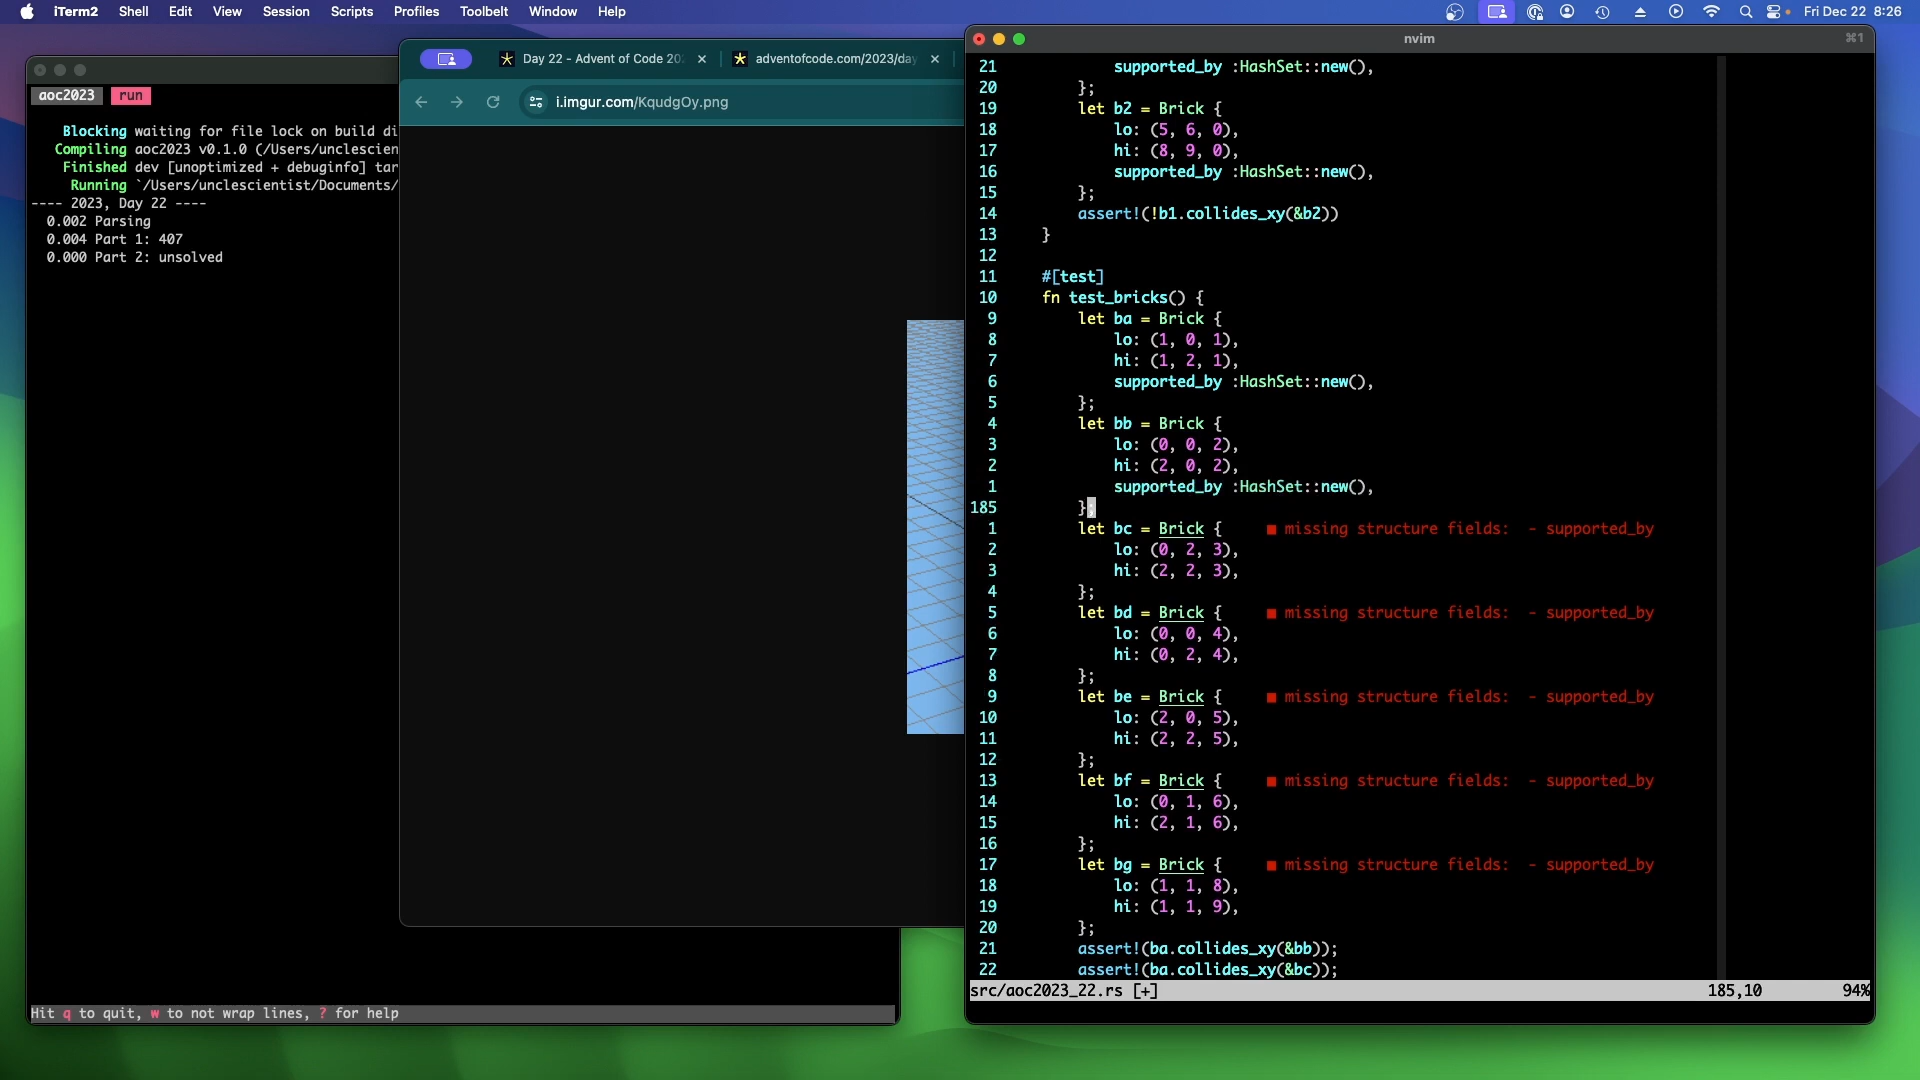 iTerm2 Shell Edit View Session Scripts Profiles Toolbelt Window Help Fri Dec 22 8:26
aoc2023 run
Blocking waiting for file lock on build di
Compiling aoc2023 v0.1.0 (/Users/unclescien
Finished dev [unoptimized + debuginfo] tar
Running `/Users/unclescientist/Documents/
---- 2023, Day 22 ----
0.002 Parsing
0.004 Part 1: 407
0.000 Part 2: unsolved
Hit q to quit, w to not wrap lines, ? for help
Day 22 - Advent of Code 20
adventofcode.com/2023/day
i.imgur.com/KqudgOy.png
nvim
⌘1
21 supported_by :HashSet::new(),
20 };
19 let b2 = Brick {
18 lo: (5, 6, 0),
17 hi: (8, 9, 0),
16 supported_by :HashSet::new(),
15 };
14 assert!(!b1.collides_xy(&b2))
13 }
12
11 #[test]
10 fn test_bricks() {
9 let ba = Brick {
8 lo: (1, 0, 1),
7 hi: (1, 2, 1),
6 supported_by :HashSet::new(),
5 };
4 let bb = Brick {
3 lo: (0, 0, 2),
2 hi: (2, 0, 2),
1 supported_by :HashSet::new(),
185 };
1 let bc = Brick { ■ missing structure fields: - supported_by
2 lo: (0, 2, 3),
3 hi: (2, 2, 3),
4 };
5 let bd = Brick { ■ missing structure fields: - supported_by
6 lo: (0, 0, 4),
7 hi: (0, 2, 4),
8 };
9 let be = Brick { ■ missing structure fields: - supported_by
10 lo: (2, 0, 5),
11 hi: (2, 2, 5),
12 };
13 let bf = Brick { ■ missing structure fields: - supported_by
14 lo: (0, 1, 6),
15 hi: (2, 1, 6),
16 };
17 let bg = Brick { ■ missing structure fields: - supported_by
18 lo: (1, 1, 8),
19 hi: (1, 1, 9),
20 };
21 assert!(ba.collides_xy(&bb));
22 assert!(ba.collides_xy(&bc));
src/aoc2023_22.rs [+] 185,10 94%